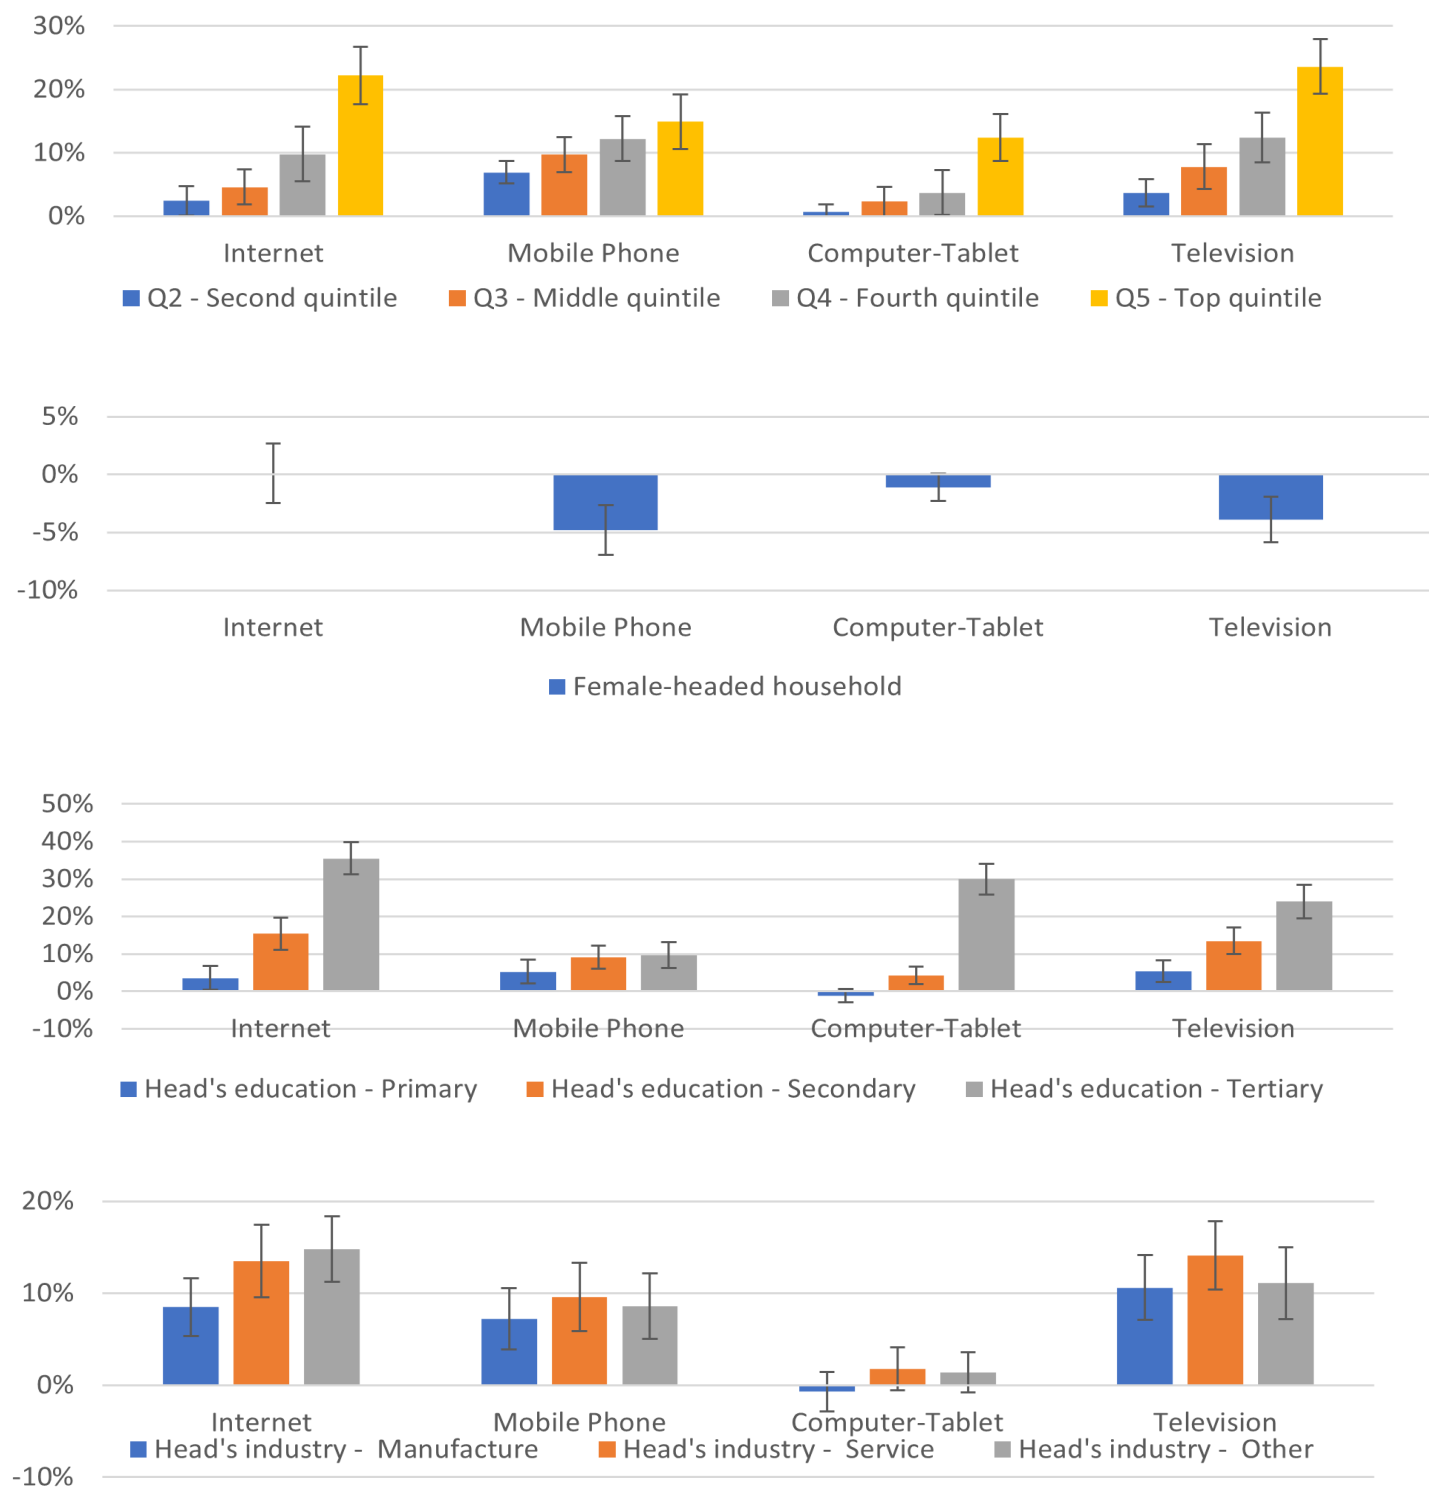 30%
20%
10%
0%
Internet Mobile Phone Computer-Tablet Television
Q2 - Second quintile Q3 - Middle quintile Q4 - Fourth quintile Q5 - Top quintile
5%
0%
-5%
-10%
Internet Mobile Phone Computer-Tablet Television
Female-headed household
50%
40%
30%
20%
10%
0%
-10%
Internet Mobile Phone Computer-Tablet Television
Head's education - Primary Head's education - Secondary Head's education - Tertiary
20%
10%
0%
Internet Mobile Phone Computer-Tablet Television
Head's industry - Manufacture Head's industry - Service Head's industry - Other
-10%